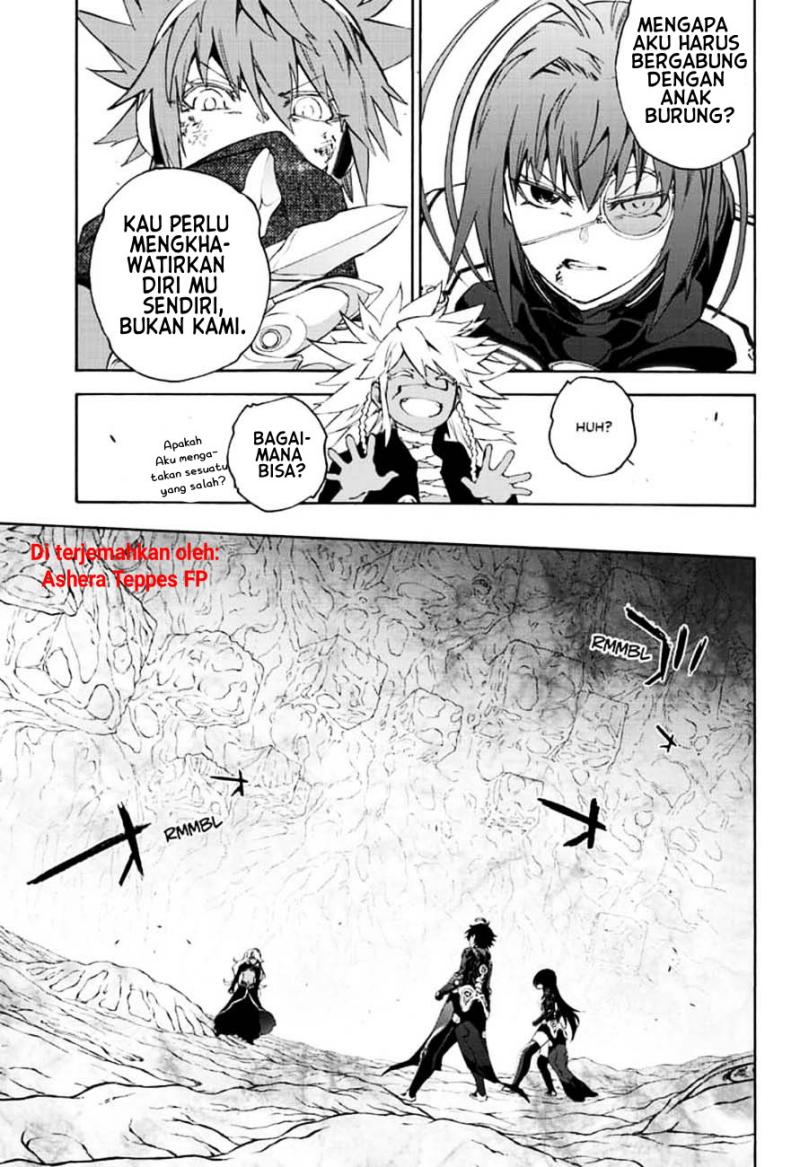 MENGAPA
AKU HARUS
BERGABUNG
DENGAN
ANAK
BURUNG?
KAU PERLU
MENGKHA-
WATIRKAN
DIRI MU
SENDIRI,
BUKAN KAMI.
HUH?
BAGAI-
MANA
BISA?
Apakah
Aku menga-
takan sesuatu
yang salah?
Di terjemahkan oleh:
Ashera Teppes FP
RMMBL
RMMBL